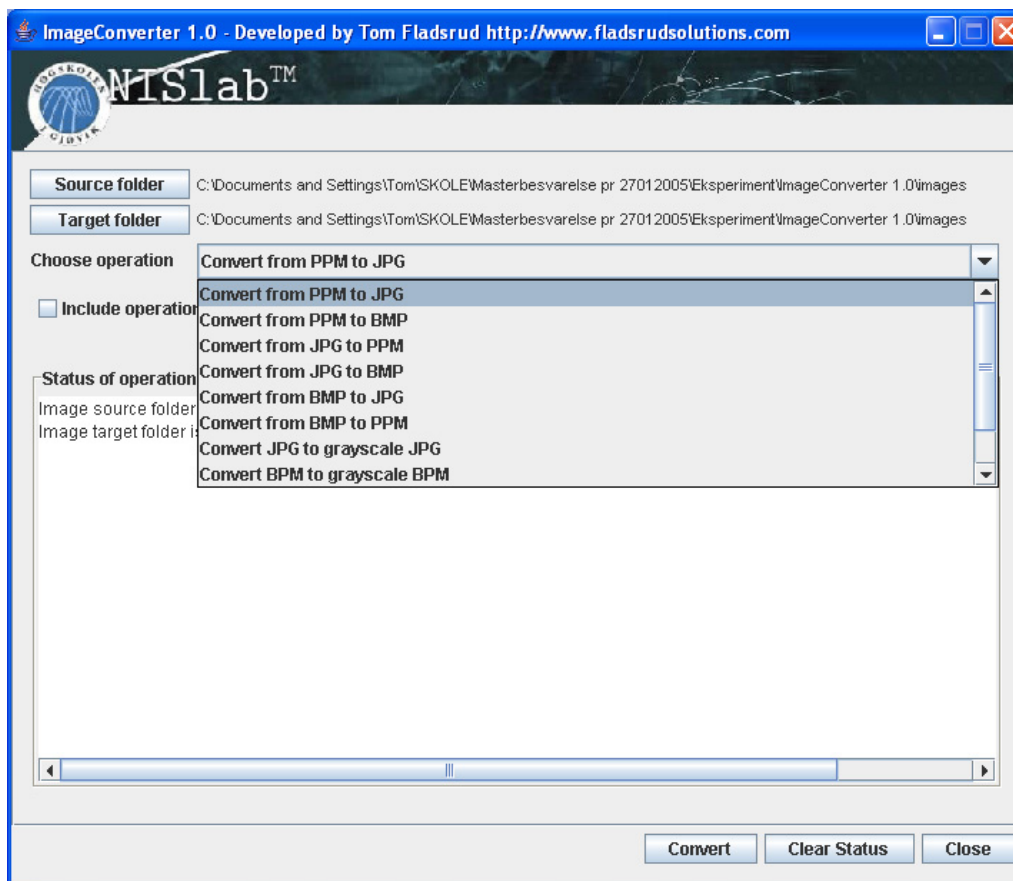 ImageConverter 1.0 - Developed by Tom Fladsrud http://www.fladsrudsolutions.com
NISlab™
HØGSKOLEN I GJØVIK
Source folder C:\Documents and Settings\Tom\SKOLE\Masterbesvarelse pr 27012005\Eksperiment\ImageConverter 1.0\images
Target folder C:\Documents and Settings\Tom\SKOLE\Masterbesvarelse pr 27012005\Eksperiment\ImageConverter 1.0\images
Choose operation Convert from PPM to JPG
Convert from PPM to JPG
Include operation
Convert from PPM to BMP
Convert from JPG to PPM
Convert from JPG to BMP
Status of operation
Convert from BMP to JPG
Image source folder
Convert from BMP to PPM
Image target folder i
Convert JPG to grayscale JPG
Convert BPM to grayscale BPM
Convert Clear Status Close